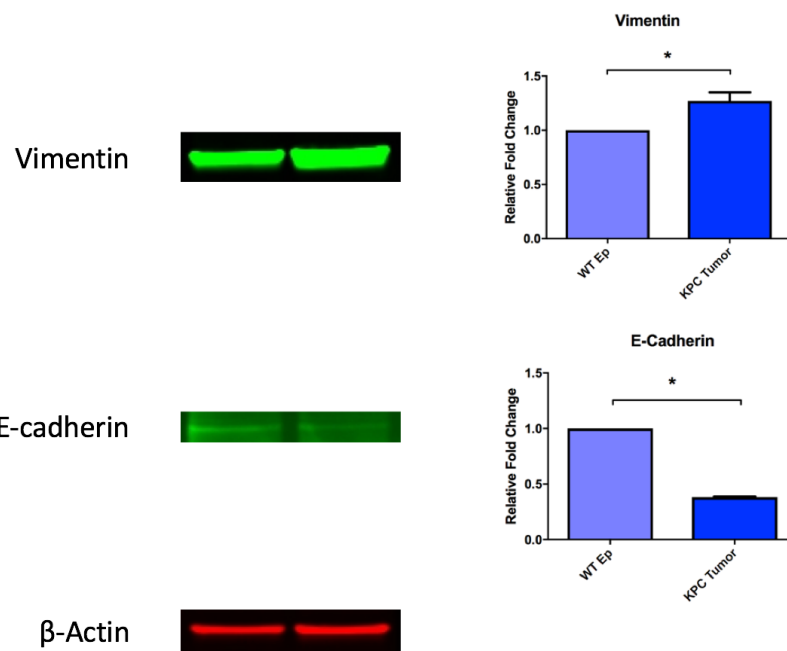 Vimentin
Vimentin
*
Relative Fold Change
1.5
1.0
0.5
0.0
WT Ep
KPC Tumor
E-cadherin
E-Cadherin
*
Relative Fold Change
1.5
1.0
0.5
0.0
WT Ep
KPC Tumor
β-Actin